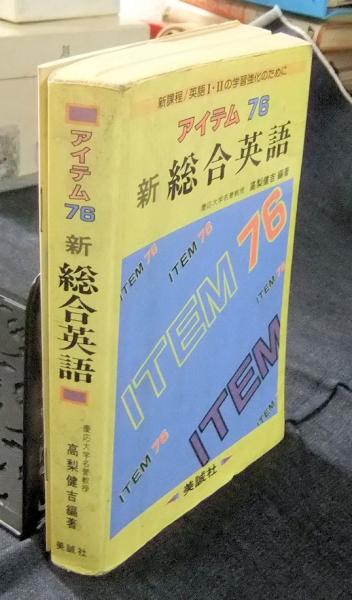 新課程/英語Ⅰ・Ⅱの学習強化のために
アイテム 76
新 総合英語
慶応大学名誉教授 高梨健吉 編著
ITEM 76
ITEM 76
ITEM 76
ITEM 76
ITEM 76
ITEM
美誠社
アイテム 76
新 総合英語
慶応大学名誉教授
高梨健吉 編著
美誠社